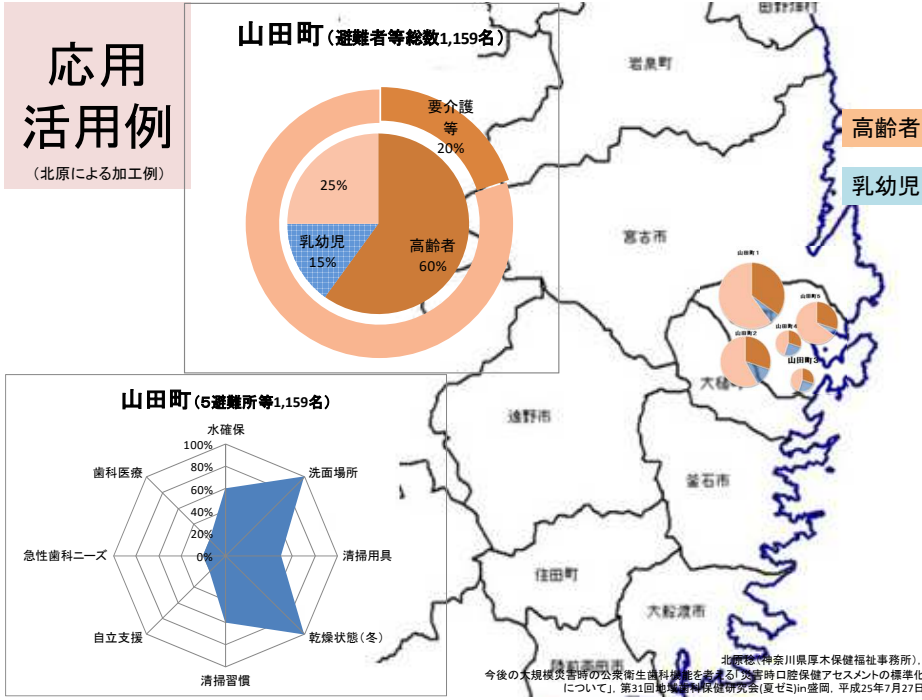 応用
活用例
(北原による加工例)
山田町(避難者等総数1,159名)
要介護
等
20%
25%
乳幼児
15%
高齢者
60%
山田町(5避難所等1,159名)
水確保
洗面場所
清掃用具
乾燥状態(冬)
清掃習慣
自立支援
急性歯科ニーズ
歯科医療
100%
80%
60%
40%
20%
0%
田野畑村
岩泉町
高齢者
乳幼児
宮古市
山田町1
山田町5
山田町4
山田町2
山田町3
大槌
遠野市
釜石市
住田町
大船渡市
陸前高田市
北原稔(神奈川県厚木保健福祉事務所).
今後の大規模災害時の公衆衛生歯科機能を考える「災害時口腔保健アセスメントの標準化
について」. 第31回地域歯科保健研究会(夏ゼミ)in盛岡, 平成25年7月27日